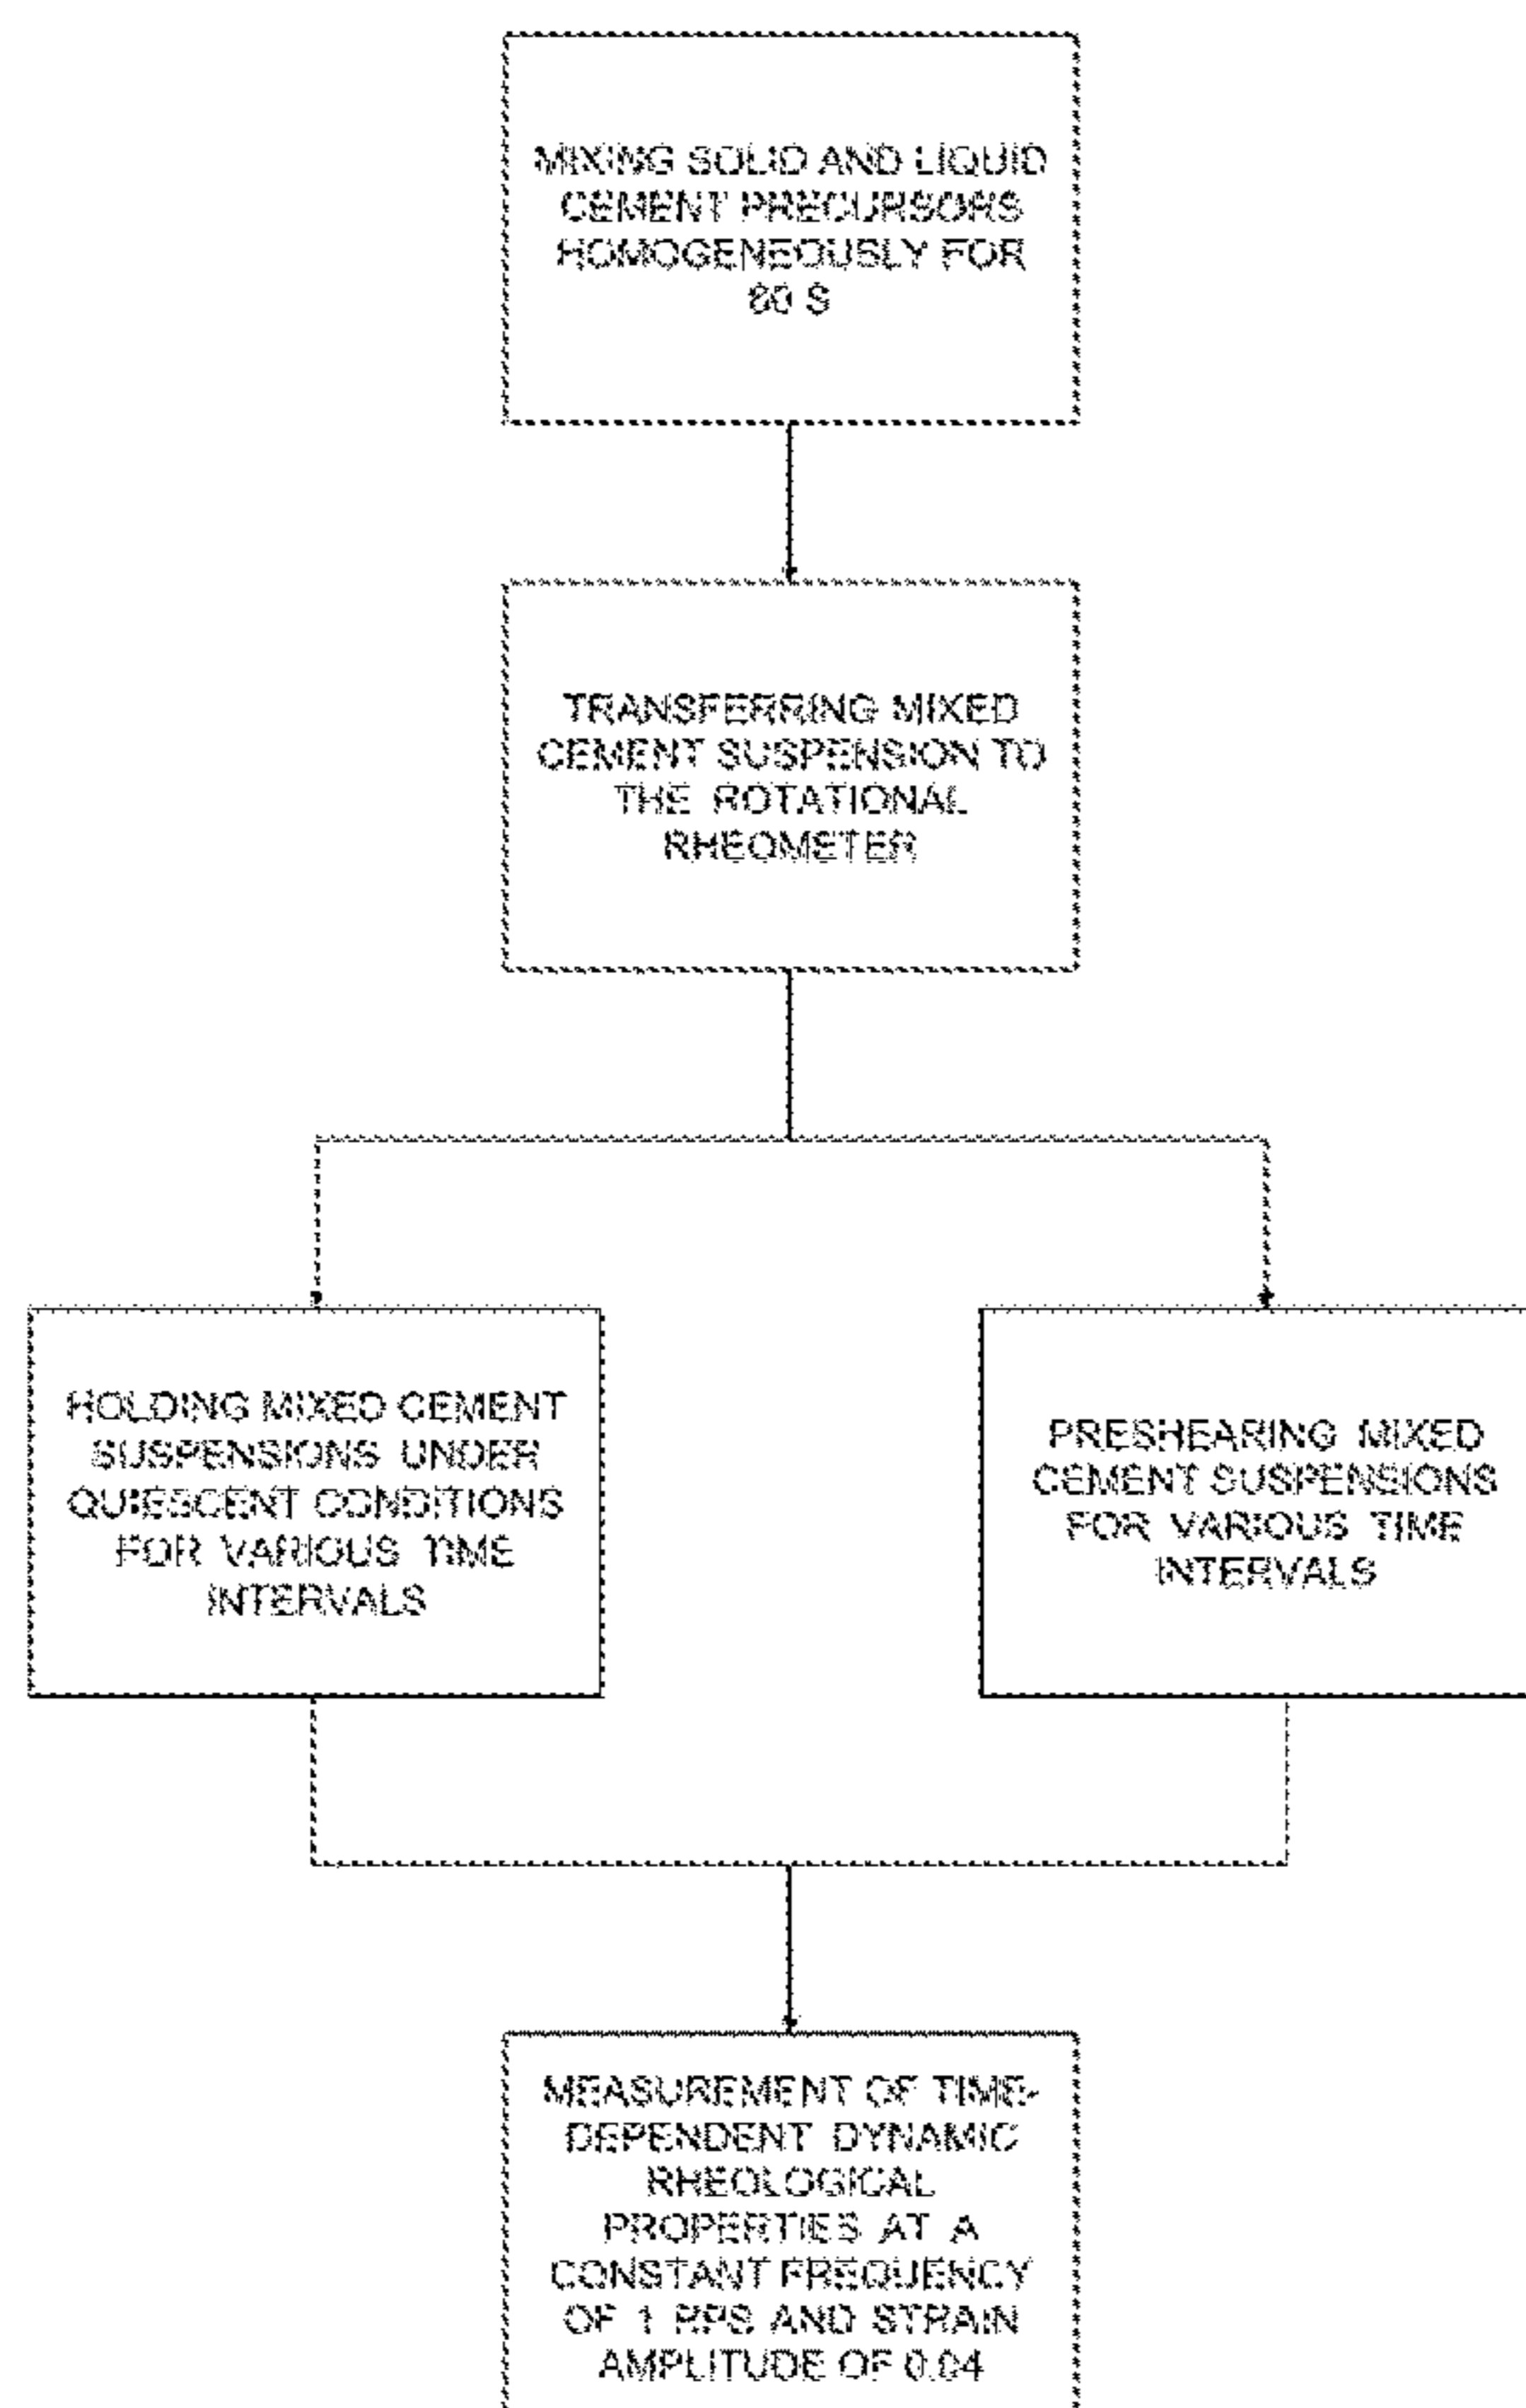 MIXING SOLID AND LIQUID
CEMENT PRECURSORS
HOMOGENEOUSLY FOR
S
TRANSFERRING MIXED
CEMENT SUSPENSION TO
THE ROTATIONAL
RHEOMETER
HOLDING MIXED CEMENT
SUSPENSIONS UNDER
QUIESCENT CONDITIONS
FOR VARIOUS TIME
INTERVALS
PRESHEARING MIXED
CEMENT SUSPENSIONS
FOR VARIOUS TIME
INTERVALS
MEASUREMENT OF TIME-
DEPENDENT DYNAMIC
RHEOLOGICAL
PROPERTIES AT A
CONSTANT FREQUENCY
OF 1 RPS AND STRAIN
AMPLITUDE OF 0.04